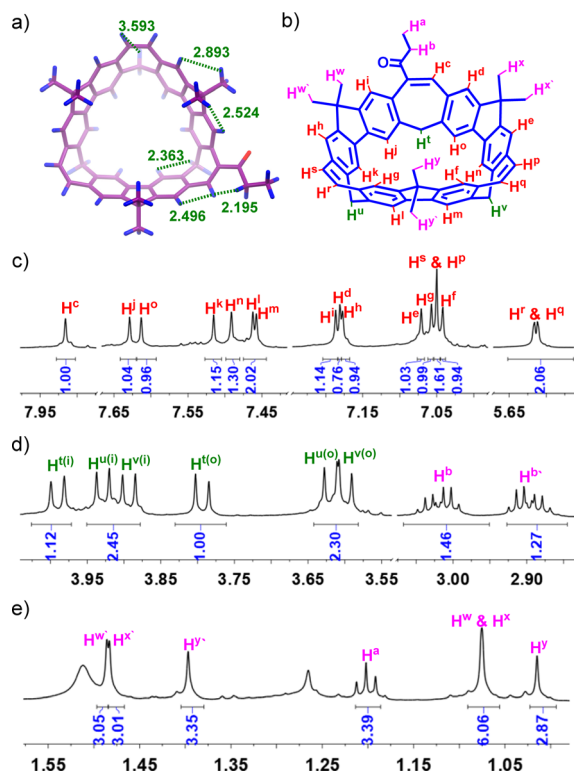 a)
3.593
2.893
2.524
2.363
2.195
2.496
b)
Hᵃ
O
Hᵇ
Hᶜ
Hʷ
Hˣ
Hʷ`
Hⁱ
Hᵈ
Hˣ`
Hʰ
Hᵗ
Hᵉ
Hʲ
Hᵒ
Hˢ
Hʸ
Hᵖ
Hᵏ
Hᵍ
Hᶠ
Hⁿ
Hʳ
H^q
Hᵘ
Hˡ
Hʸ`
Hᵐ
Hᵛ
c)
Hᶜ Hʲ Hᵒ Hᵏ Hⁿ Hˡ Hᵐ Hⁱ Hᵈ Hʰ Hᵉ Hᵍ Hˢ & Hᵖ Hᶠ Hʳ & H^q
1.00 1.04 0.96 1.15 1.30 2.02 1.14 0.76 0.94 1.03 0.99 1.61 0.94 2.06
7.95 7.65 7.55 7.45 7.15 7.05 5.65
d)
Hᵗ⁽ⁱ⁾ Hᵘ⁽ⁱ⁾ Hᵛ⁽ⁱ⁾ Hᵗ⁽ᵒ⁾ Hᵘ⁽ᵒ⁾ Hᵛ⁽ᵒ⁾ Hᵇ Hᵇ`
1.12 2.45 1.00 2.30 1.46 1.27
3.95 3.85 3.75 3.65 3.55 3.00 2.90
e)
Hʷ` Hˣ` Hʸ` Hᵃ Hʷ & Hˣ Hʸ
3.05 3.01 3.35 3.39 6.06 2.87
1.55 1.45 1.35 1.25 1.15 1.05